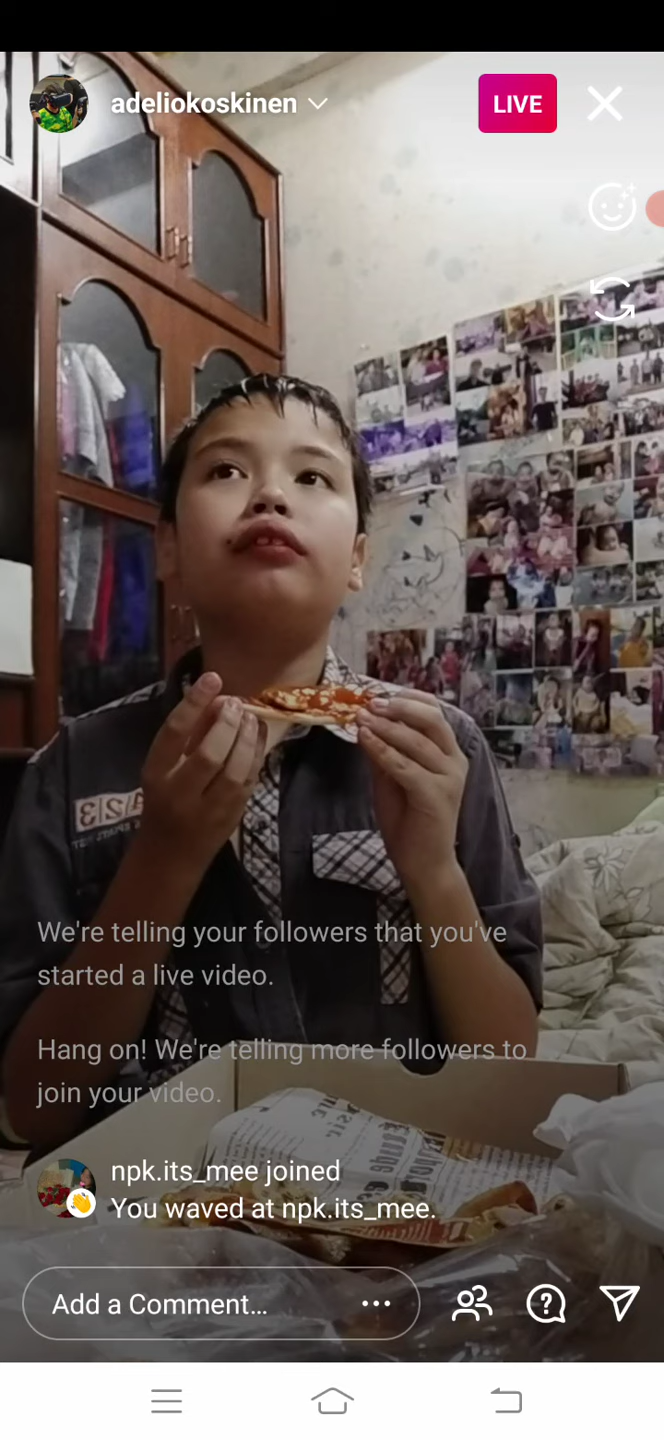 adeliokoskinen
LIVE
We're telling your followers that you've
started a live video.
Hang on! We're telling more followers to
join your video.
npk.its_mee joined
You waved at npk.its_mee.
Add a Comment...